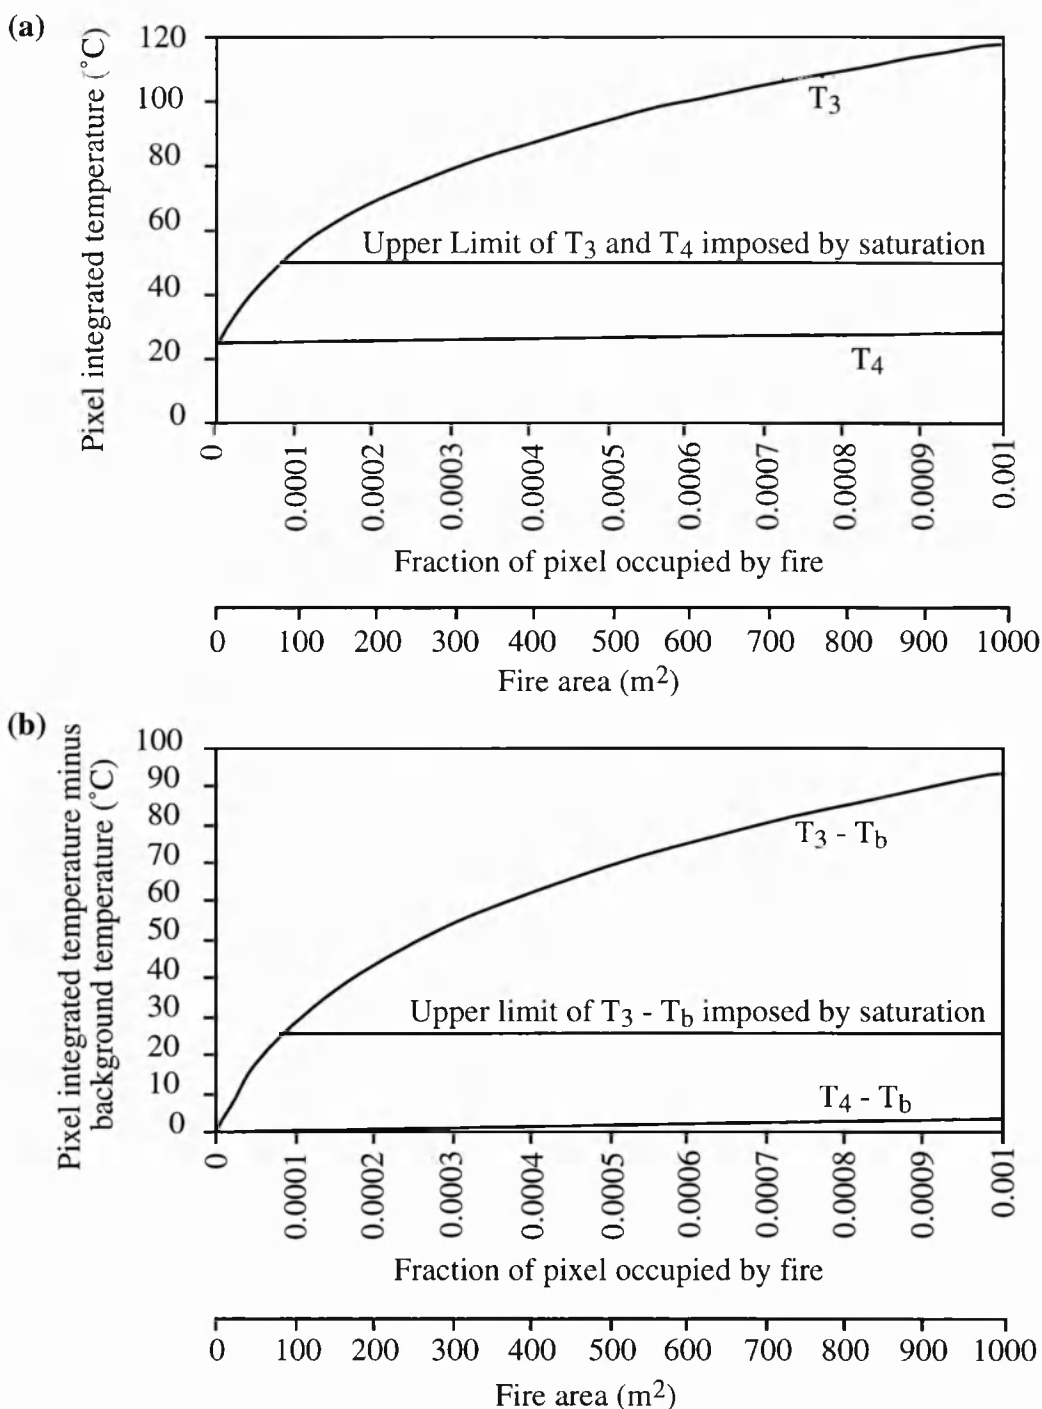 (a)
Pixel integrated temperature (°C)
120
100
80
60
40
20
0
T3
Upper Limit of T3 and T4 imposed by saturation
T4
0
0.0001
0.0002
0.0003
0.0004
0.0005
0.0006
0.0007
0.0008
0.0009
0.001
Fraction of pixel occupied by fire
0 100 200 300 400 500 600 700 800 900 1000
Fire area (m2)
(b)
Pixel integrated temperature minus
background temperature (°C)
100
90
80
70
60
50
40
30
20
10
0
T3 - Tb
Upper limit of T3 - Tb imposed by saturation
T4 - Tb
0
0.0001
0.0002
0.0003
0.0004
0.0005
0.0006
0.0007
0.0008
0.0009
0.001
Fraction of pixel occupied by fire
0 100 200 300 400 500 600 700 800 900 1000
Fire area (m2)